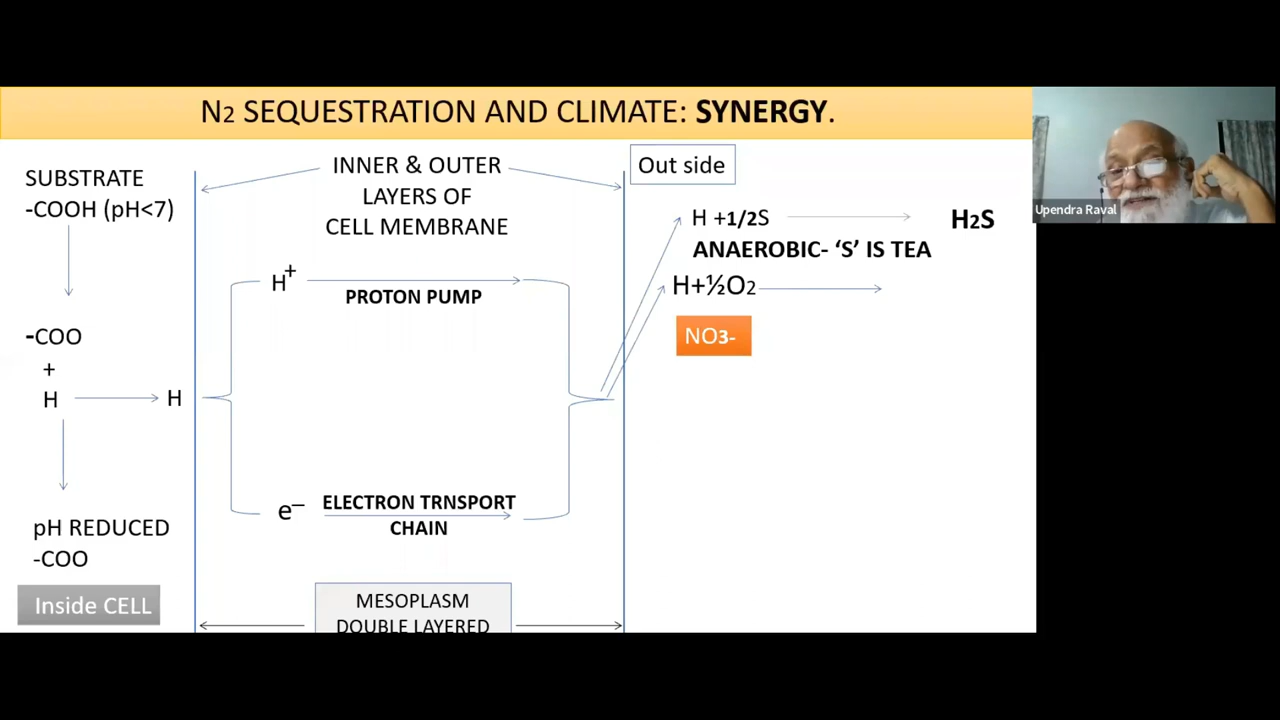 N2 SEQUESTRATION AND CLIMATE: SYNERGY.
SUBSTRATE
-COOH (pH<7)
-COO
+
H
H
pH REDUCED
-COO
Inside CELL
INNER & OUTER
LAYERS OF
CELL MEMBRANE
H+
PROTON PUMP
e–
ELECTRON TRNSPORT
CHAIN
MESOPLASM
DOUBLE LAYERED
Out side
H +1/2S
H2S
ANAEROBIC- ‘S’ IS TEA
H+½O2
NO3-
Upendra Raval